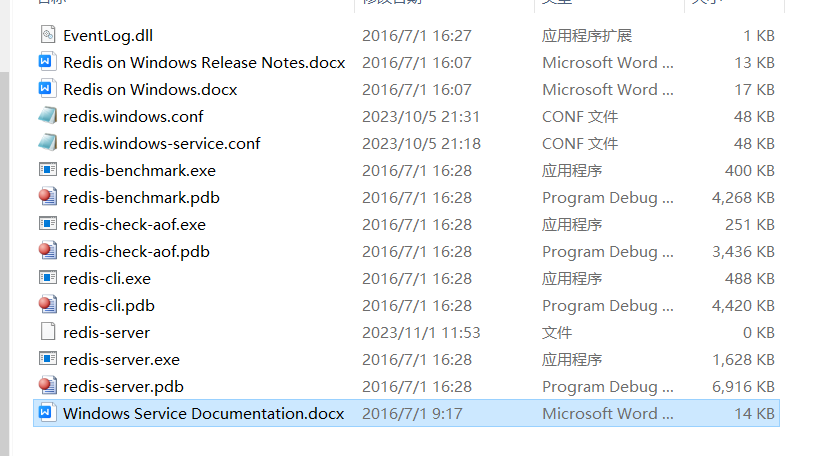 名称 修改日期 类型 大小
EventLog.dll 2016/7/1 16:27 应用程序扩展 1 KB
Redis on Windows Release Notes.docx 2016/7/1 16:07 Microsoft Word ... 13 KB
Redis on Windows.docx 2016/7/1 16:07 Microsoft Word ... 17 KB
redis.windows.conf 2023/10/5 21:31 CONF 文件 48 KB
redis.windows-service.conf 2023/10/5 21:18 CONF 文件 48 KB
redis-benchmark.exe 2016/7/1 16:28 应用程序 400 KB
redis-benchmark.pdb 2016/7/1 16:28 Program Debug ... 4,268 KB
redis-check-aof.exe 2016/7/1 16:28 应用程序 251 KB
redis-check-aof.pdb 2016/7/1 16:28 Program Debug ... 3,436 KB
redis-cli.exe 2016/7/1 16:28 应用程序 488 KB
redis-cli.pdb 2016/7/1 16:28 Program Debug ... 4,420 KB
redis-server 2023/11/1 11:53 文件 0 KB
redis-server.exe 2016/7/1 16:28 应用程序 1,628 KB
redis-server.pdb 2016/7/1 16:28 Program Debug ... 6,916 KB
Windows Service Documentation.docx 2016/7/1 9:17 Microsoft Word ... 14 KB